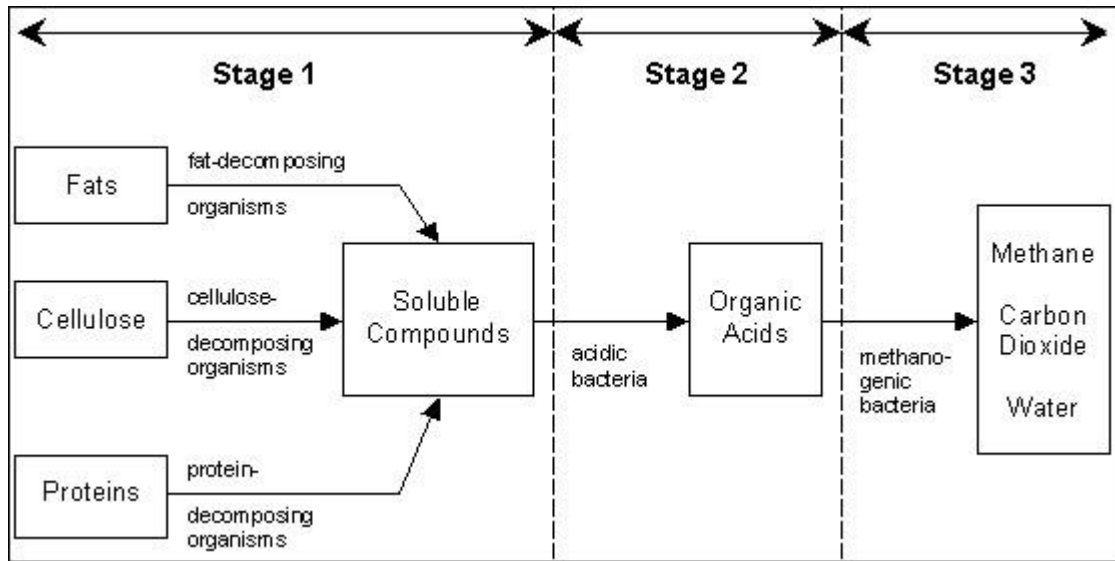 Stage 1
Stage 2
Stage 3
Fats
fat-decomposing
organisms
Cellulose
cellulose-
decomposing
organisms
Proteins
protein-
decomposing
organisms
Soluble
Compounds
acidic
bacteria
Organic
Acids
methano-
genic
bacteria
Methane
Carbon
Dioxide
Water